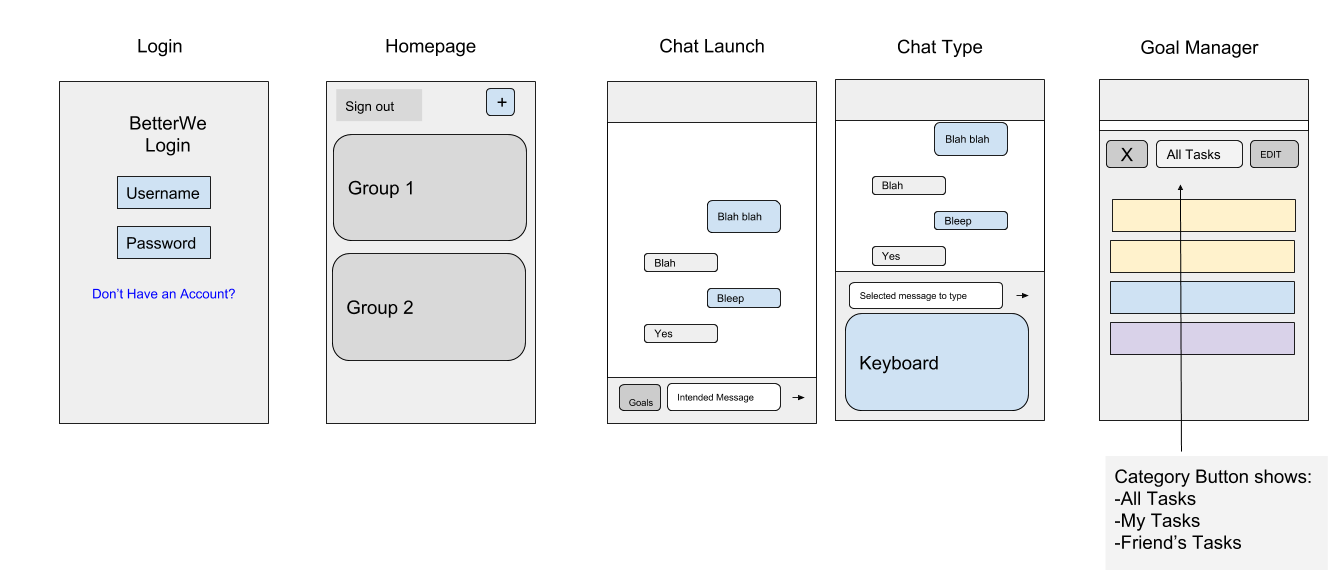 Login
Homepage
Chat Launch
Chat Type
Goal Manager
BetterWe
Login
Username
Password
Don't Have an Account?
Sign out
+
Group 1
Group 2
Blah blah
Blah
Bleep
Yes
Goals
Intended Message
Blah blah
Blah
Bleep
Yes
Selected message to type
Keyboard
X
All Tasks
EDIT
Category Button shows:
-All Tasks
-My Tasks
-Friend's Tasks